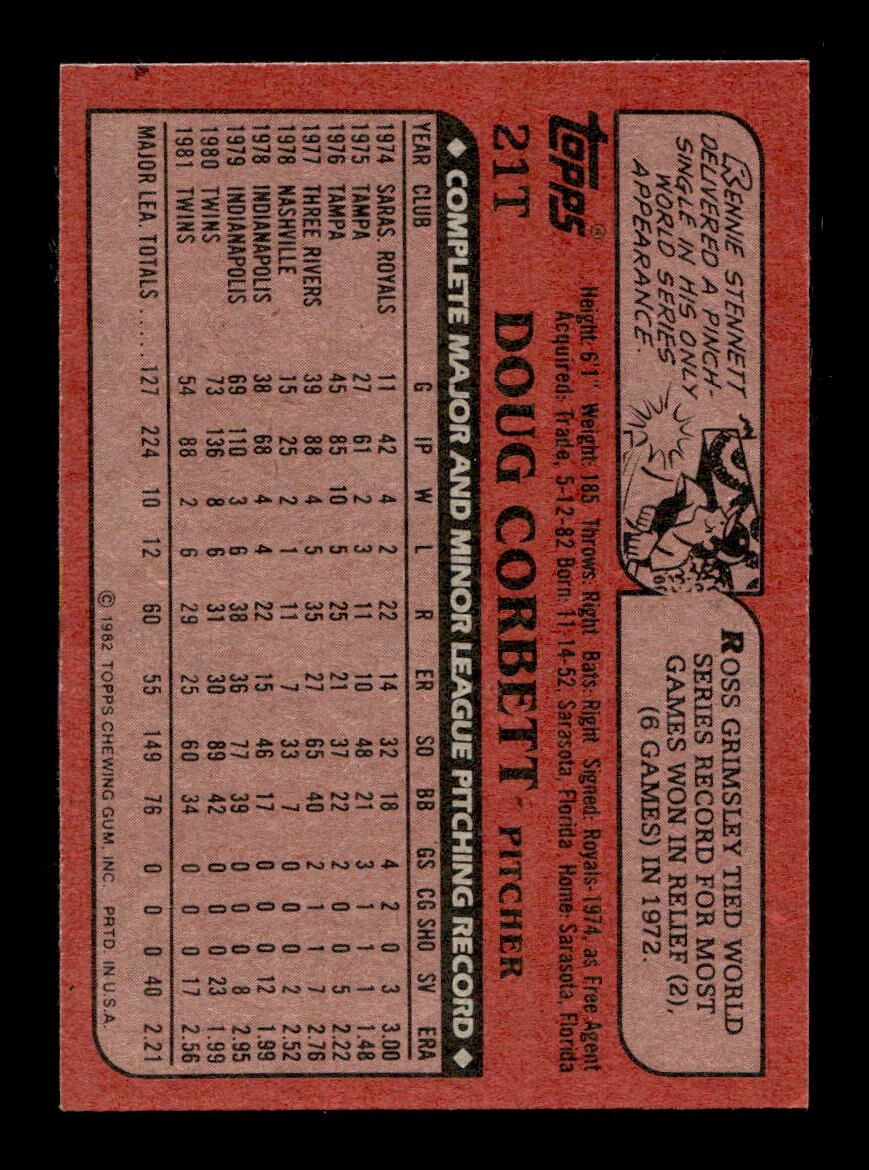 RENNIE STENNETT
DELIVERED A PINCH-
SINGLE IN HIS ONLY
WORLD SERIES
APPEARANCE.
ROSS GRIMSLEY TIED WORLD
SERIES RECORD FOR MOST
GAMES WON IN RELIEF (2),
(6 GAMES) IN 1972.
TOPPS®
Height: 6'1" Weight: 185 Throws: Right Bats: Right Signed: Royals-1974, as Free Agent
Acquired: Trade, 5-12-82 Born: 11-14-52, Sarasota, Florida Home: Sarasota, Florida
21T DOUG CORBETT PITCHER
◆ COMPLETE MAJOR AND MINOR LEAGUE PITCHING RECORD ◆
YEAR CLUB G IP W L R ER SO BB GS CG SHO SV ERA
1974 SARAS. ROYALS 11 42 4 2 22 14 32 18 4 2 0 3 3.00
1975 TAMPA 27 61 2 3 11 10 48 21 3 1 1 1 1.48
1976 TAMPA 45 85 10 5 25 21 37 22 2 0 0 5 2.22
1977 THREE RIVERS 39 88 4 5 35 27 65 40 2 1 1 7 2.76
1978 NASHVILLE 15 25 2 1 11 7 33 7 0 0 0 2 2.52
1978 INDIANAPOLIS 38 68 4 4 22 15 46 17 0 0 0 12 1.99
1979 INDIANAPOLIS 69 110 3 6 38 36 77 39 0 0 0 8 2.95
1980 TWINS 73 136 8 6 31 30 89 42 0 0 0 23 1.99
1981 TWINS 54 88 2 6 29 25 60 34 0 0 0 17 2.56
MAJOR LEA. TOTALS ...... 127 224 10 12 60 55 149 76 0 0 0 40 2.21
© 1982 TOPPS CHEWING GUM, INC. PRTD. IN U.S.A.